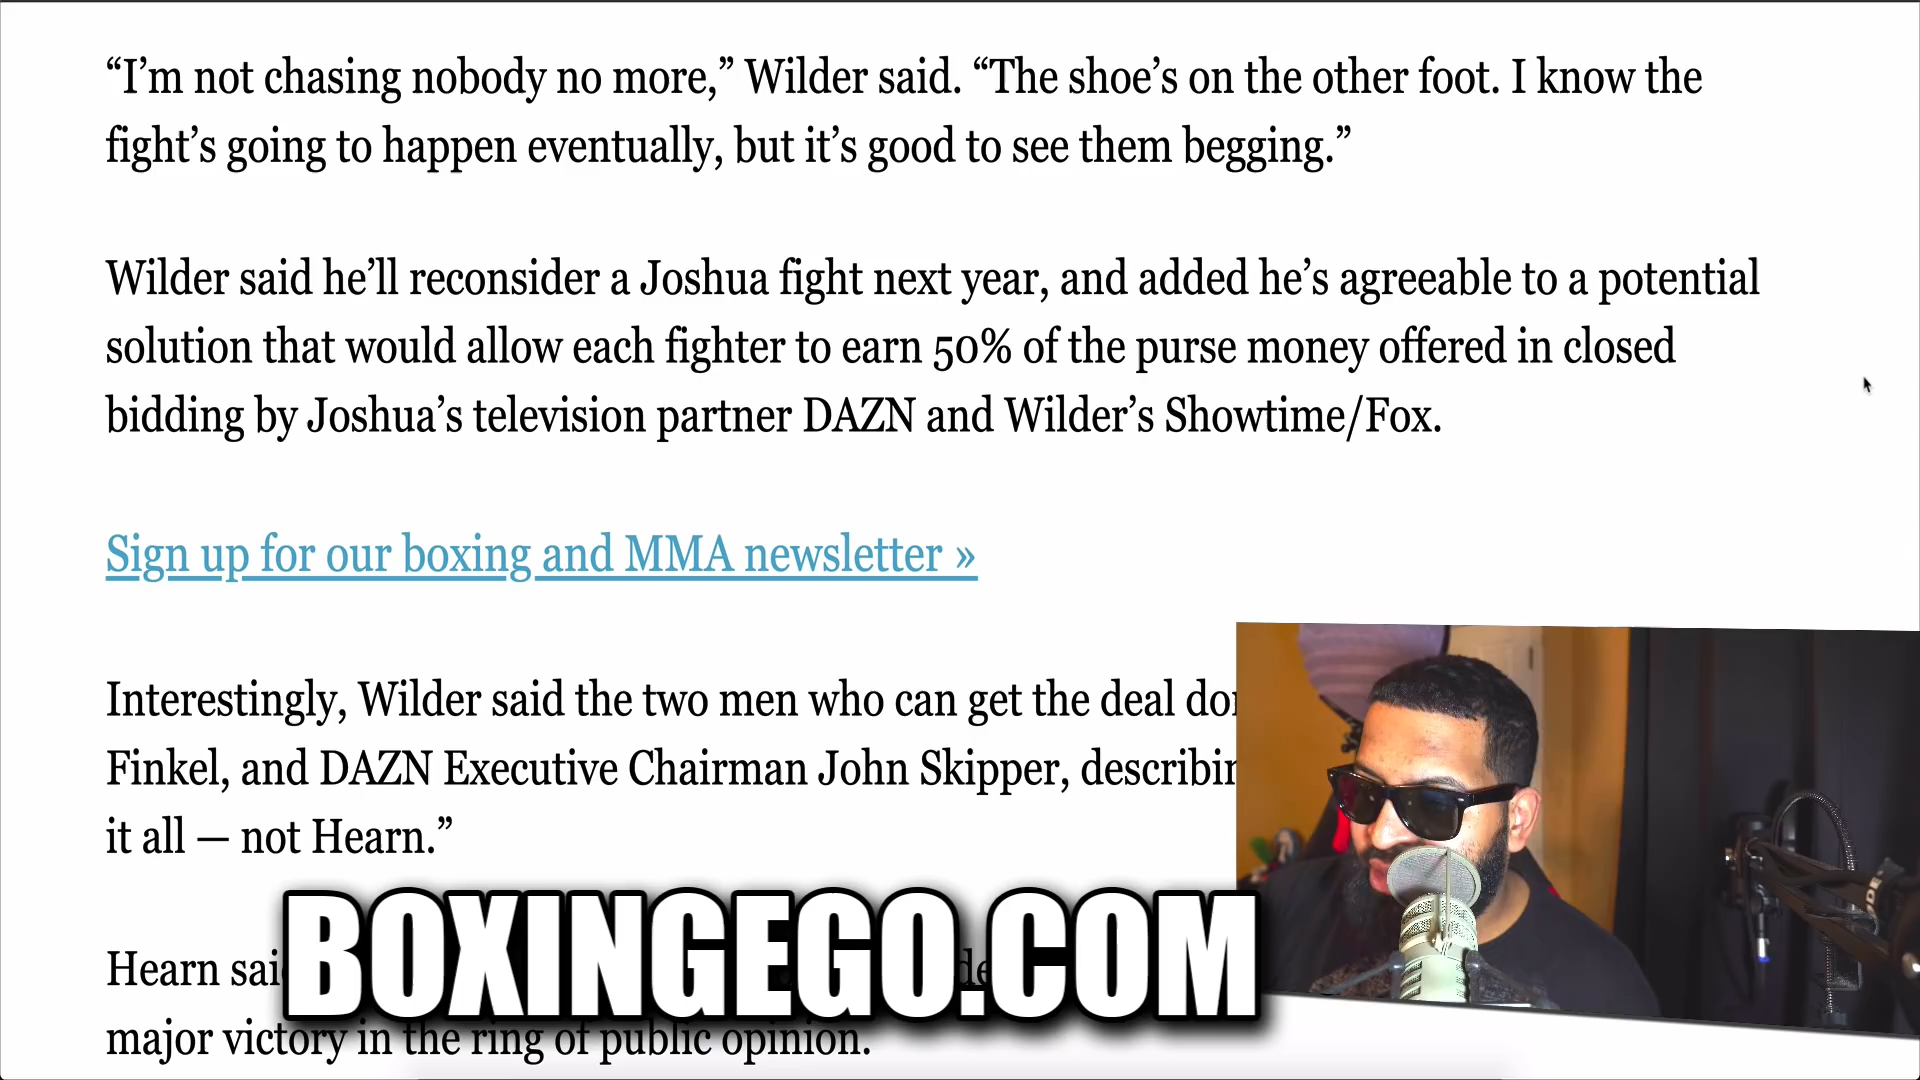 “I’m not chasing nobody no more,” Wilder said. “The shoe’s on the other foot. I know the
fight’s going to happen eventually, but it’s good to see them begging.”
Wilder said he’ll reconsider a Joshua fight next year, and added he’s agreeable to a potential
solution that would allow each fighter to earn 50% of the purse money offered in closed
bidding by Joshua’s television partner DAZN and Wilder’s Showtime/Fox.
Sign up for our boxing and MMA newsletter »
Interestingly, Wilder said the two men who can get the deal
Finkel, and DAZN Executive Chairman John Skipper,
it all — not Hearn.”
Hearn
BOXINGEGO.COM
major victory in the ring of public opinion.